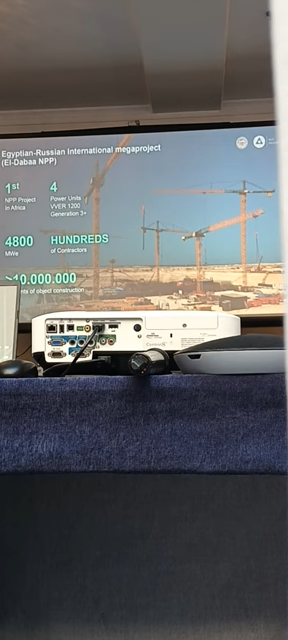 Egyptian-Russian International megaproject
(El-Dabaa NPP)
1st
NPP Project
In Africa
4
Power Units
VVER 1200
Generation 3+
4800
MWe
HUNDREDS
of Contractors
10,000,000
of object construction